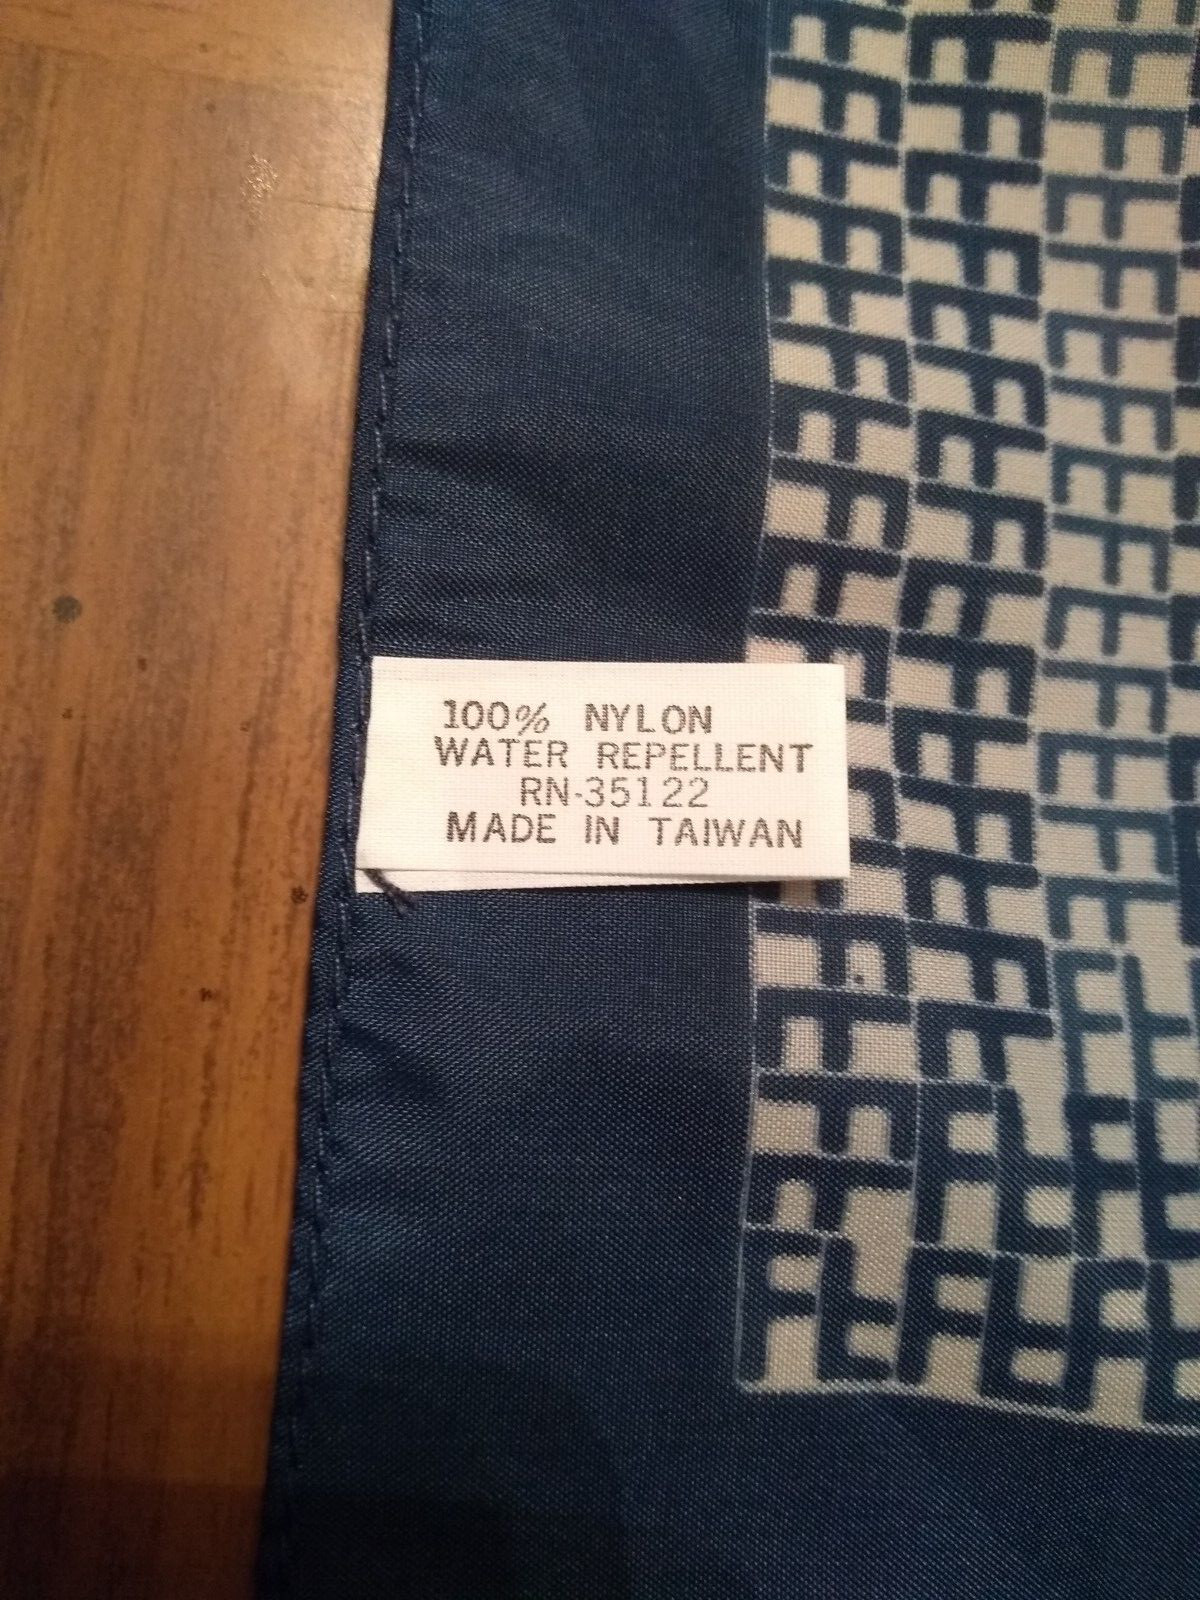 100% NYLON
WATER REPELLENT
RN-35122
MADE IN TAIWAN